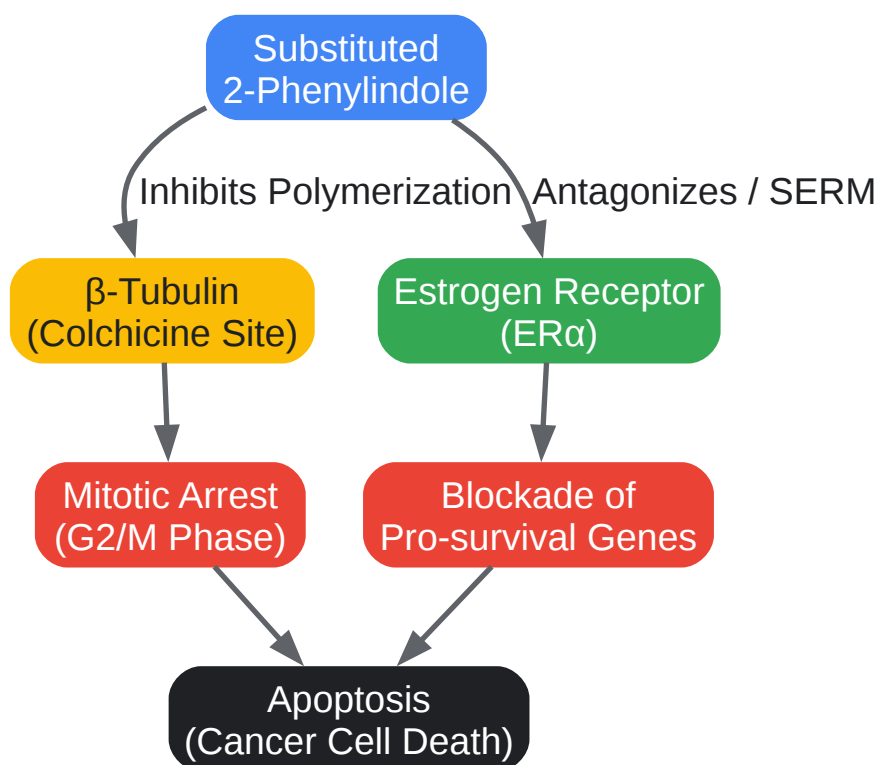 Substituted
2-Phenylindole
Inhibits Polymerization
Antagonizes / SERM
β-Tubulin
(Colchicine Site)
Estrogen Receptor
(ERα)
Mitotic Arrest
(G2/M Phase)
Blockade of
Pro-survival Genes
Apoptosis
(Cancer Cell Death)